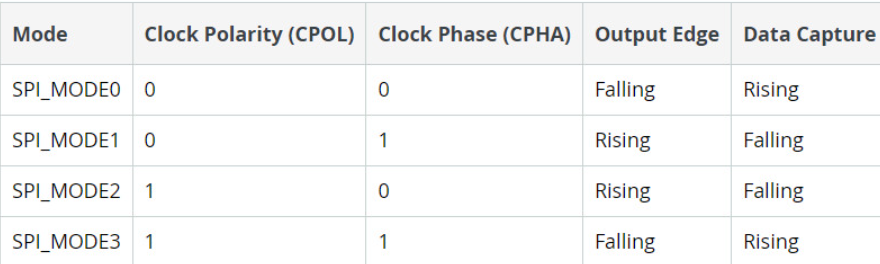 Mode Clock Polarity (CPOL) Clock Phase (CPHA) Output Edge Data Capture
SPI_MODE0 0 0 Falling Rising
SPI_MODE1 0 1 Rising Falling
SPI_MODE2 1 0 Rising Falling
SPI_MODE3 1 1 Falling Rising